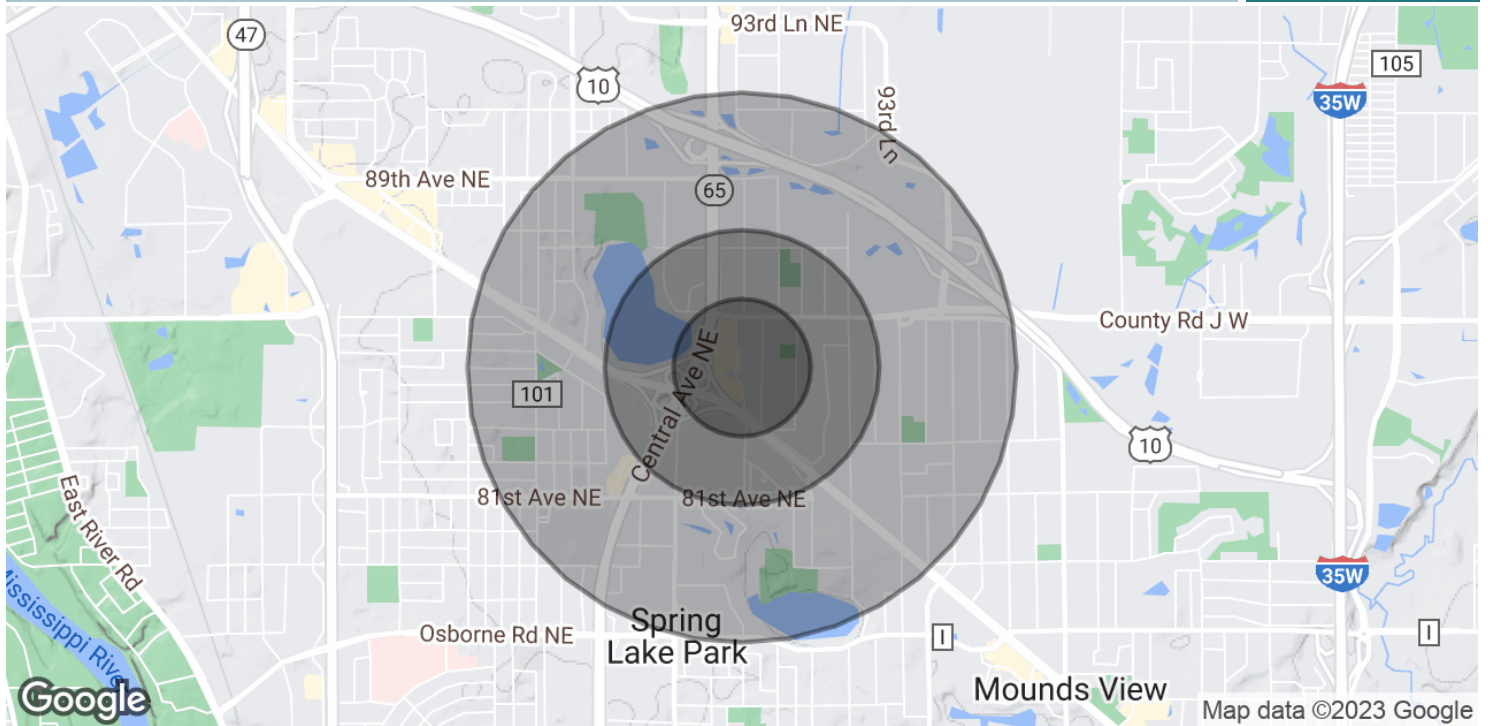 93rd Ln NE
47
10
105
35W
93rd Ln
89th Ave NE
65
County Rd J W
Central Ave NE
101
10
81st Ave NE
81st Ave NE
East River Rd
35W
Mississippi River
Spring
Lake Park
Osborne Rd NE
I
I
Mounds View
Google
Map data ©2023 Google